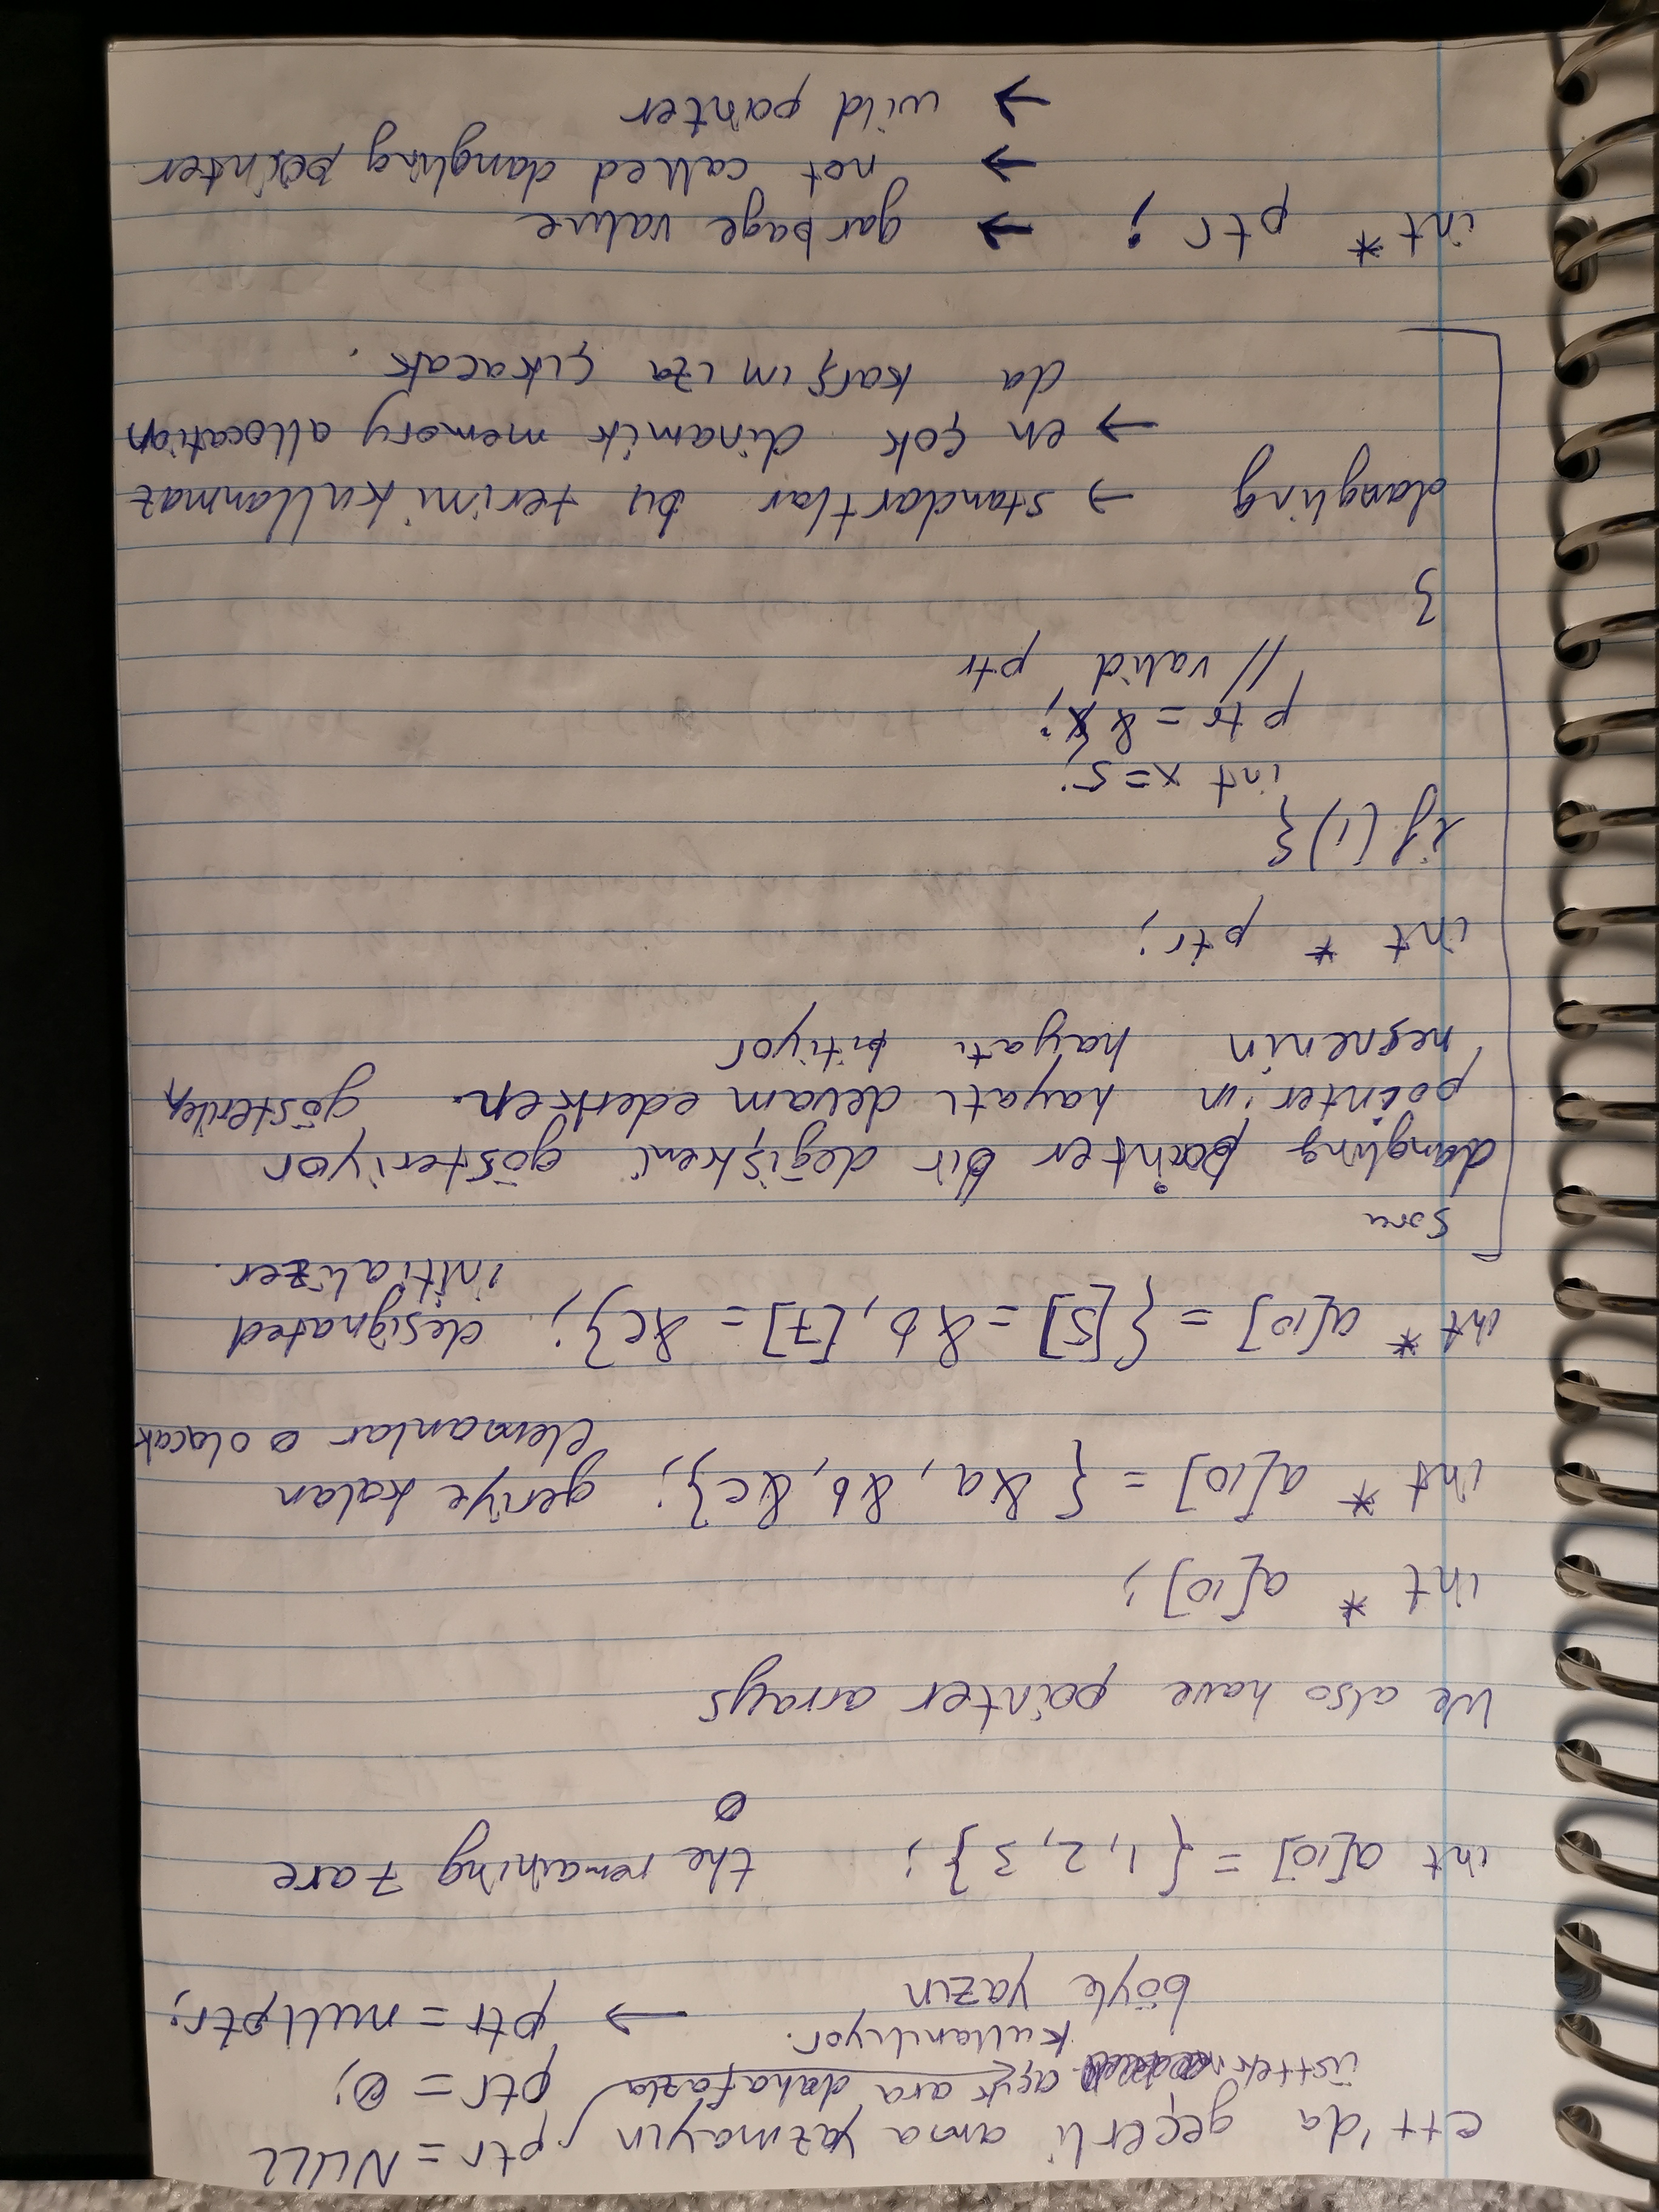 c++'da geçerli ama yazmayın ptr = NULL
üstteki açık ara daha fazla ptr = 0;
kullanılıyor.
böyle yazın → ptr = nullptr;
int a[10] = { 1, 2, 3 } ; the remaining 7 are
0
We also have pointer arrays
int * a[10] ;
int * a[10] = { &a , &b, &c} ; geriye kalan
elemanlar 0 olacak
int * a[10] = {[5] = &b , [7] = &c} ; designated
initializer.
Soru
dangling pointer bir değişkeni gösteriyor
pointer'ın hayatı devam ederken. gösterilen
neşnenin hayatı bitiyor
int * ptr ;
if (1) {
int x = 5;
ptr = & x;
// valid ptr
}
dangling → standartlar bu terimi kullanmaz
→ en çok dinamik memory allocation
da karşımıza çıkacak .
int * ptr ; → garbage value
→ not called dangling pointer
→ wild pointer